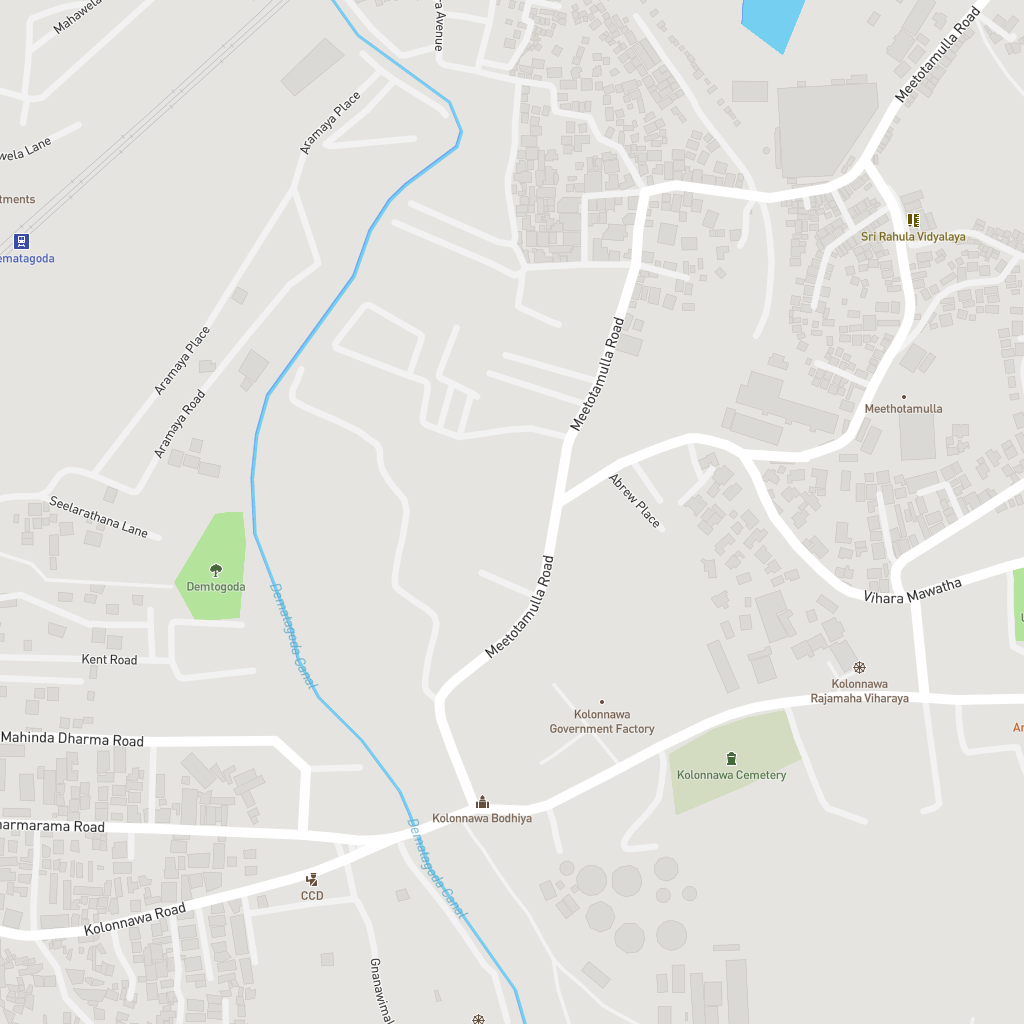 Mahawela
ra Avenue
Meetotamulla Road
Aramaya Place
wela Lane
tments
ematagoda
Sri Rahula Vidyalaya
Aramaya Place
Meetotamulla Road
Aramaya Road
Meethotamulla
Seelarathana Lane
Abrew Place
Demtogoda
Meetotamulla Road
Vihara Mawatha
Dematagoda Canal
Kent Road
Kolonnawa
Rajamaha Viharaya
Kolonnawa
Government Factory
Mahinda Dharma Road
Kolonnawa Cemetery
Kolonnawa Bodhiya
harmarama Road
Dematagoda Canal
CCD
Kolonnawa Road
Gnanawimal